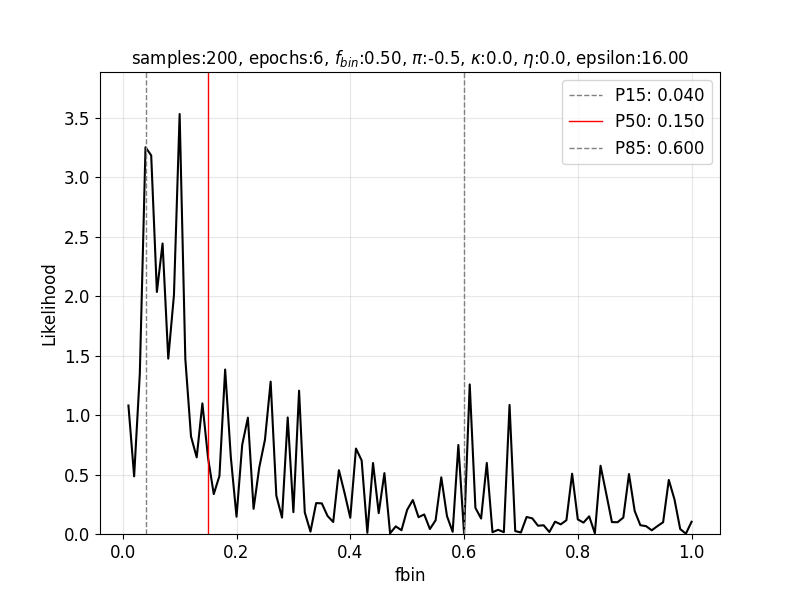 samples:200, epochs:6, f_bin:0.50, π:-0.5, κ:0.0, η:0.0, epsilon:16.00
P15: 0.040
P50: 0.150
P85: 0.600
3.5
3.0
2.5
2.0
1.5
1.0
0.5
0.0
Likelihood
0.0 0.2 0.4 0.6 0.8 1.0
fbin